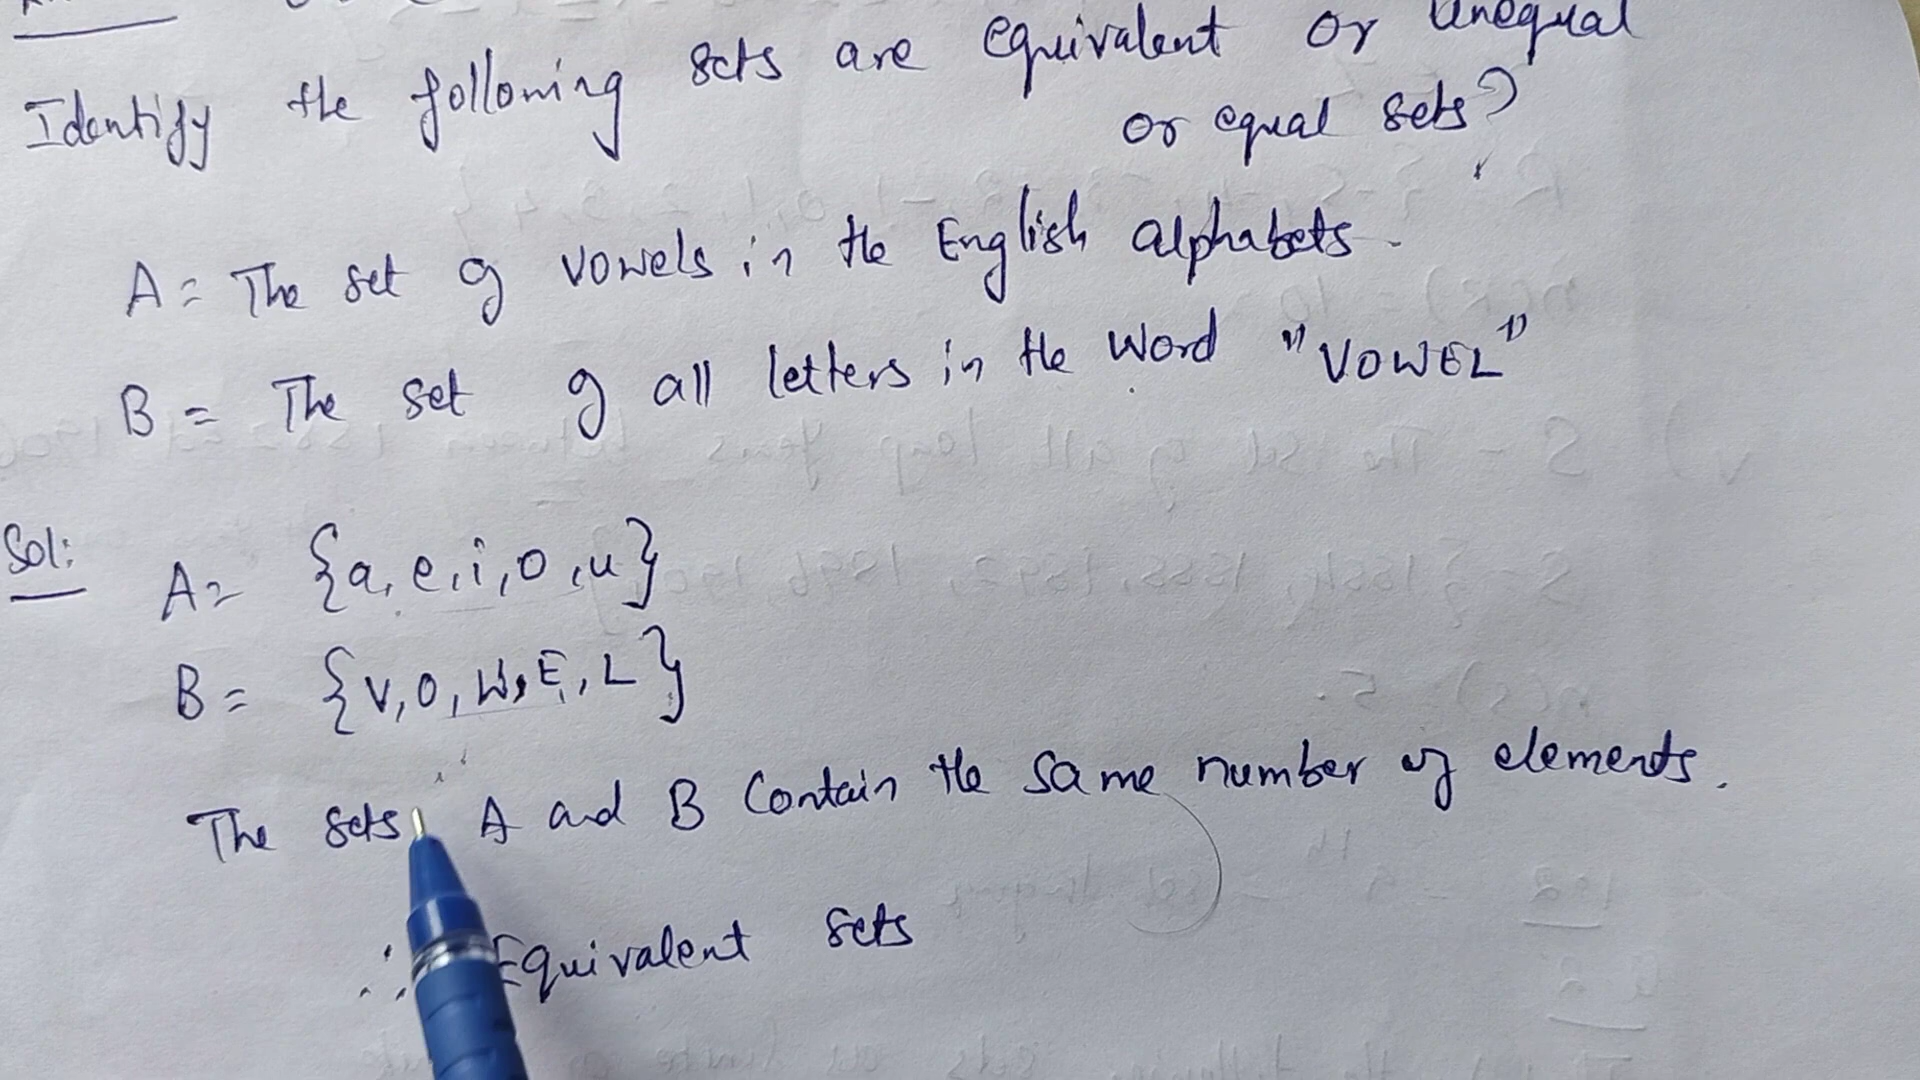 Identify the following sets are equivalent or unequal
or equal sets?
A = The set of vowels in the English alphabets.
B = The set of all letters in the word "VOWEL"
Sol:
A = {a, e, i, o, u}
B = {V, O, W, E, L}
The sets A and B Contain the same number of elements.
∴ Equivalent sets